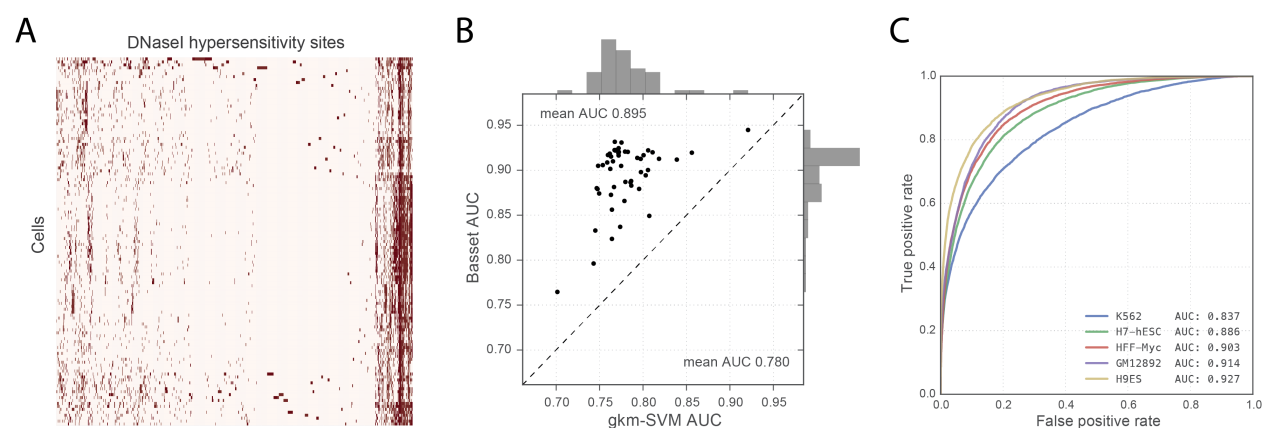 A
DNaseI hypersensitivity sites
Cells
B
mean AUC 0.895
0.95
0.90
0.85
0.80
0.75
0.70
Basset AUC
mean AUC 0.780
0.70 0.75 0.80 0.85 0.90 0.95
gkm-SVM AUC
C
1.0
0.8
0.6
0.4
0.2
0.0
True positive rate
K562 AUC: 0.837
H7-hESC AUC: 0.886
HFF-Myc AUC: 0.903
GM12892 AUC: 0.914
H9ES AUC: 0.927
0.0 0.2 0.4 0.6 0.8 1.0
False positive rate